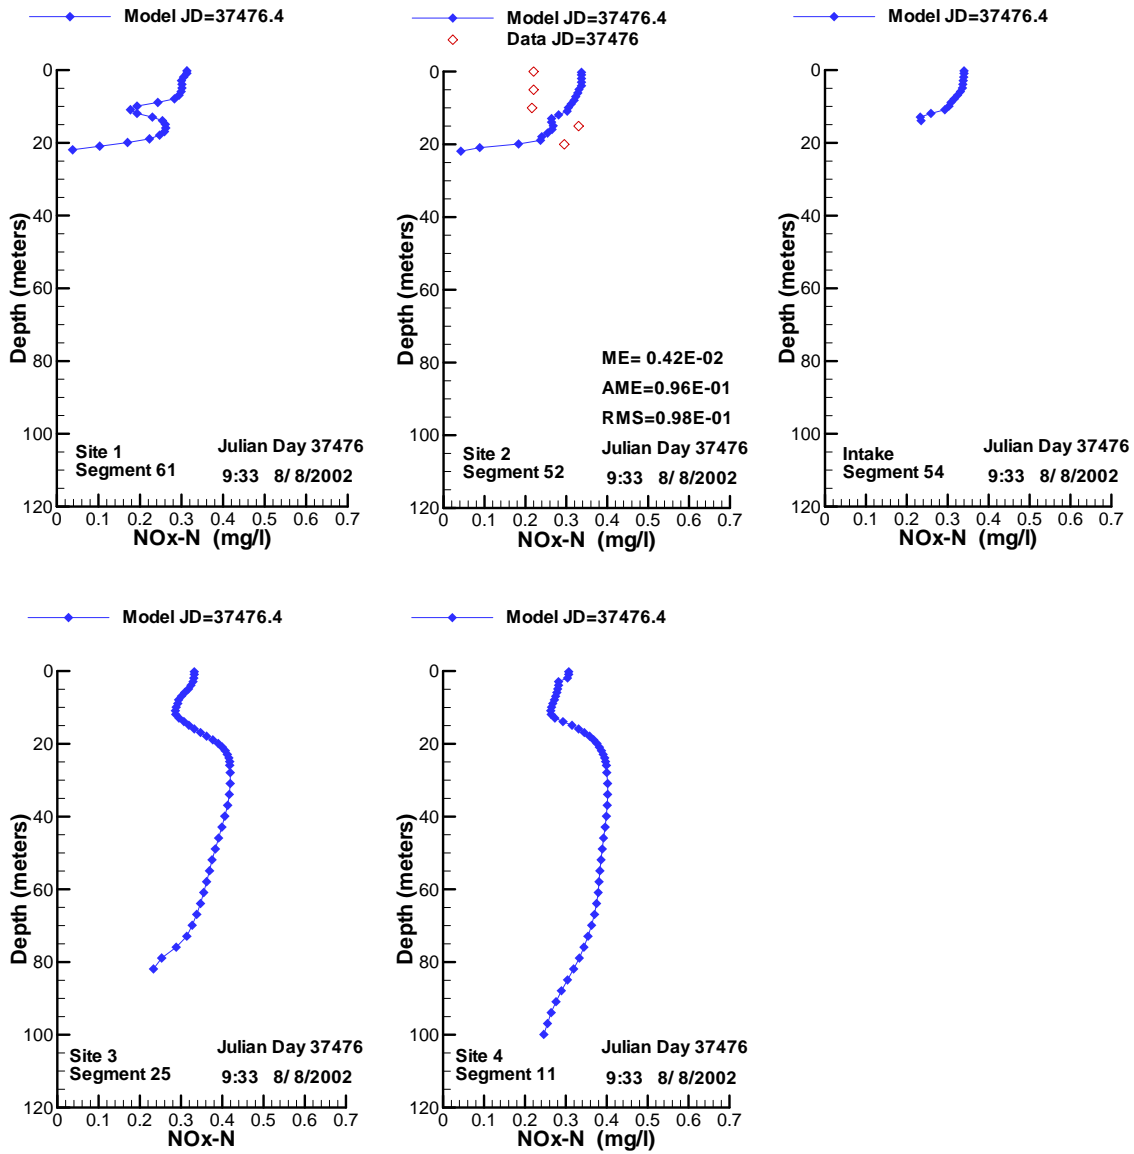 Model JD=37476.4
0
20
40
60
80
100
120
Depth (meters)
Site 1
Segment 61
Julian Day 37476
9:33 8/ 8/2002
0 0.1 0.2 0.3 0.4 0.5 0.6 0.7
NOx-N (mg/l)
Model JD=37476.4
Data JD=37476
0
20
40
60
80
100
120
Depth (meters)
ME= 0.42E-02
AME=0.96E-01
RMS=0.98E-01
Site 2
Segment 52
Julian Day 37476
9:33 8/ 8/2002
0 0.1 0.2 0.3 0.4 0.5 0.6 0.7
NOx-N (mg/l)
Model JD=37476.4
0
20
40
60
80
100
120
Depth (meters)
Intake
Segment 54
Julian Day 37476
9:33 8/ 8/2002
0 0.1 0.2 0.3 0.4 0.5 0.6 0.7
NOx-N (mg/l)
Model JD=37476.4
0
20
40
60
80
100
120
Depth (meters)
Site 3
Segment 25
Julian Day 37476
9:33 8/ 8/2002
0 0.1 0.2 0.3 0.4 0.5 0.6 0.7
NOx-N
Model JD=37476.4
0
20
40
60
80
100
120
Depth (meters)
Site 4
Segment 11
Julian Day 37476
9:33 8/ 8/2002
0 0.1 0.2 0.3 0.4 0.5 0.6 0.7
NOx-N (mg/l)